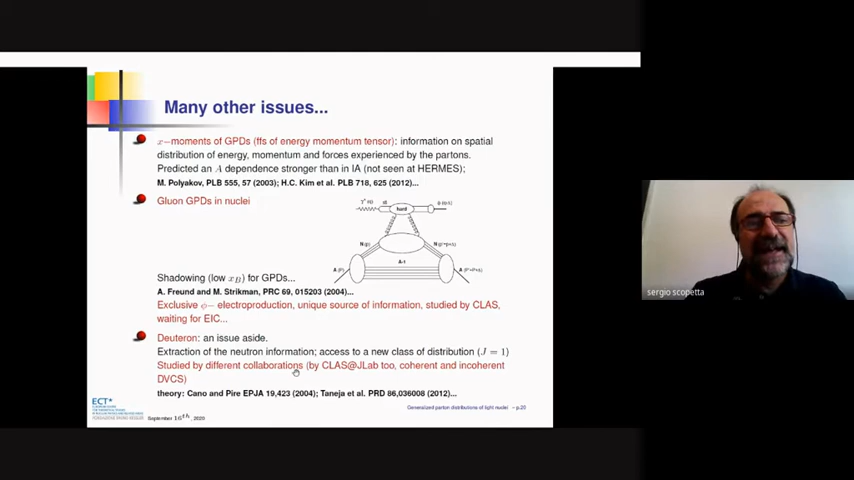 Many other issues...
x−moments of GPDs (ffs of energy momentum tensor): information on spatial
distribution of energy, momentum and forces experienced by the partons.
Predicted an A dependence stronger than in IA (not seen at HERMES);
M. Polyakov, PLB 555, 57 (2003); H.C. Kim et al. PLB 718, 625 (2012)...
Gluon GPDs in nuclei
hard
A-1
Shadowing (low x_B) for GPDs...
A. Freund and M. Strikman, PRC 69, 015203 (2004)...
Exclusive ϕ− electroproduction, unique source of information, studied by CLAS,
waiting for EIC...
Deuteron: an issue aside.
Extraction of the neutron information; access to a new class of distribution (J = 1)
Studied by different collaborations (by CLAS@JLab too, coherent and incoherent
DVCS)
theory: Cano and Pire EPJA 19,423 (2004); Taneja et al. PRD 86,036008 (2012)...
ECT*
September 16th, 2020
Generalized parton distributions of light nuclei – p.20
sergio scopetta